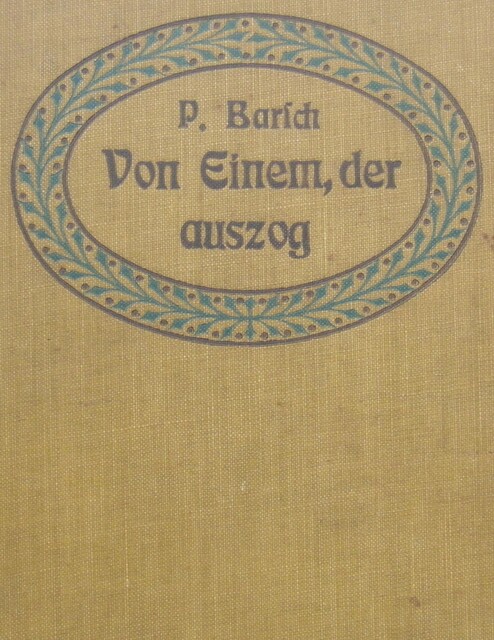 P. Barſch
Von Einem, der
auszog